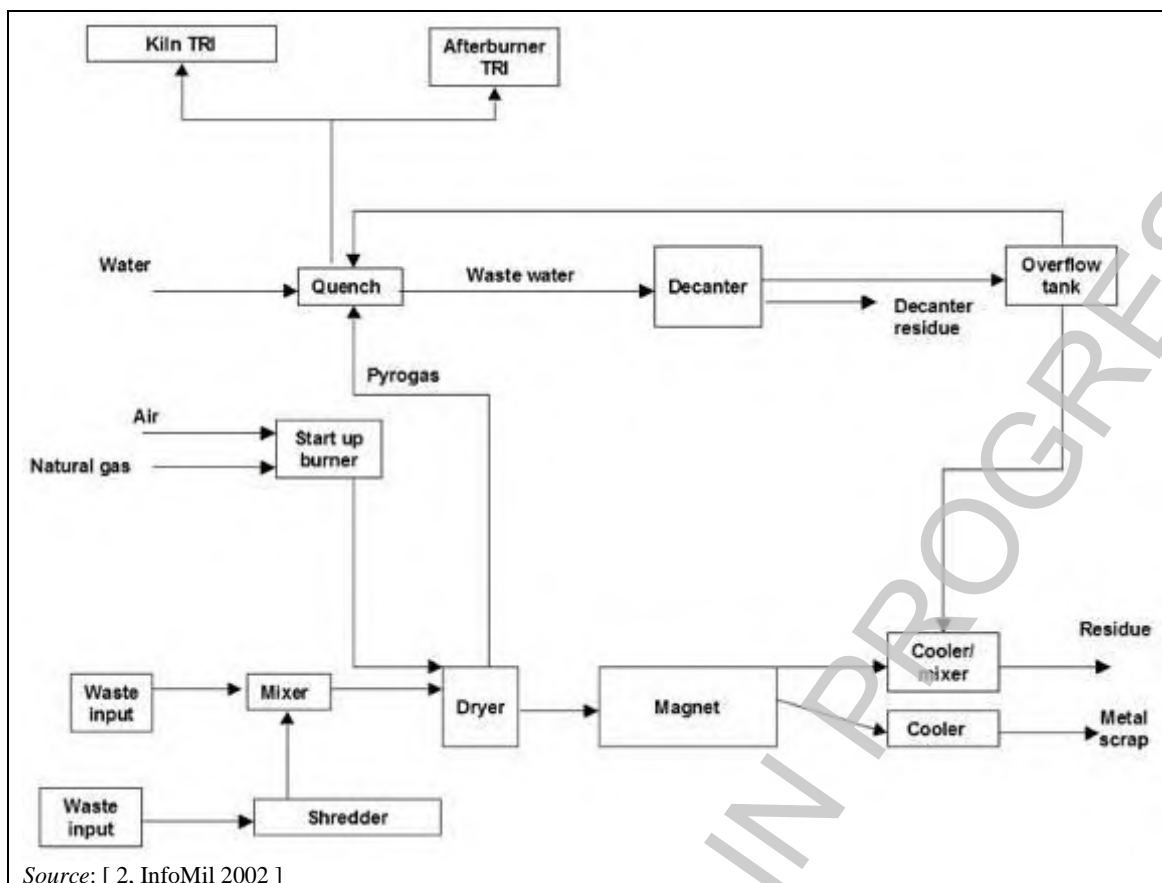 Kiln TRI
Afterburner
TRI
Water
Quench
Waste water
Decanter
Decanter
residue
Overflow
tank
Pyrogas
Air
Natural gas
Start up
burner
Waste
input
Mixer
Dryer
Magnet
Cooler/
mixer
Residue
Cooler
Metal
scrap
Waste
input
Shredder
Source: [ 2, InfoMil 2002 ]
IN PROGRES